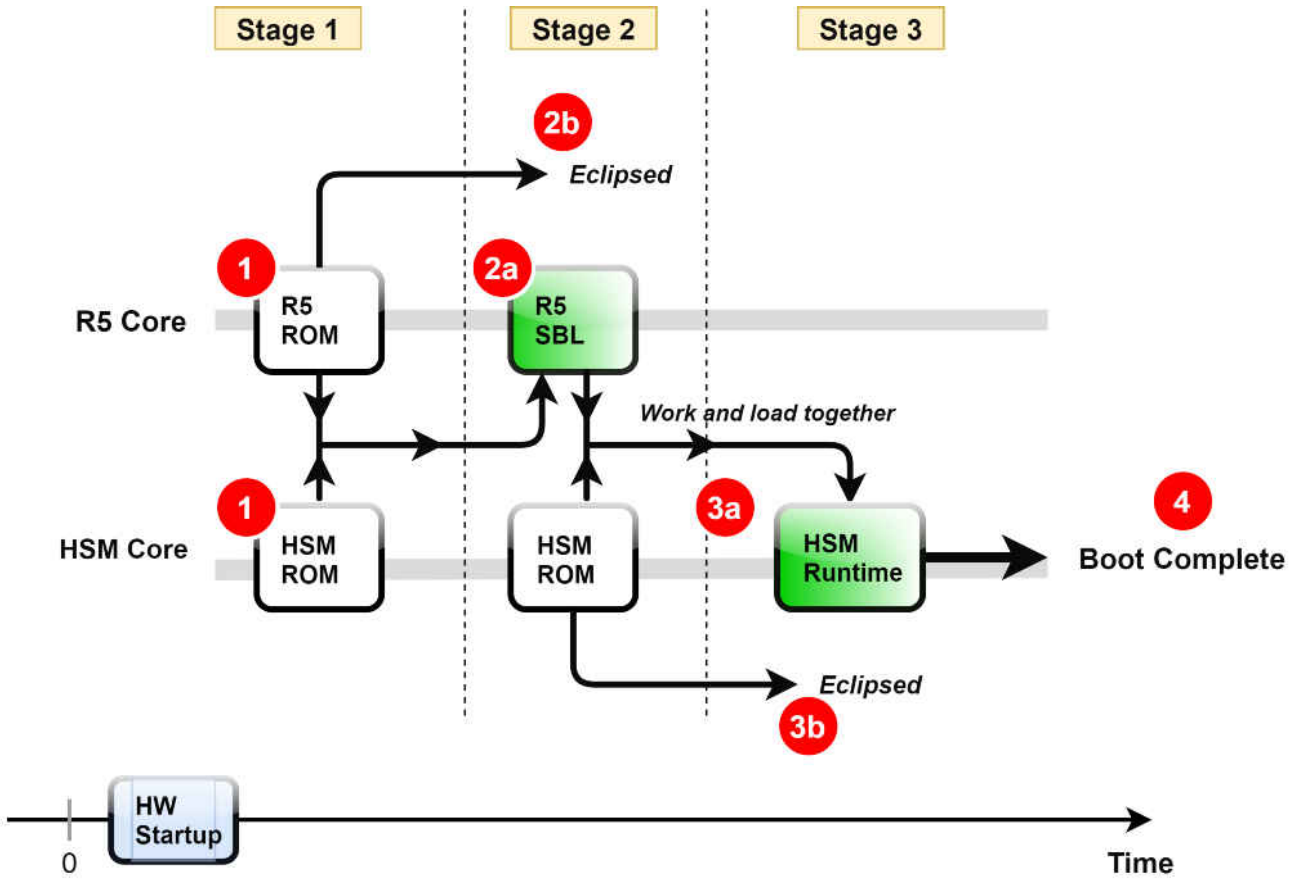 Stage 1
Stage 2
Stage 3
2b
Eclipsed
1
2a
R5
ROM
R5
SBL
R5 Core
Work and load together
1
3a
4
HSM Core
HSM
ROM
HSM
ROM
HSM
Runtime
Boot Complete
Eclipsed
3b
HW
Startup
0
Time